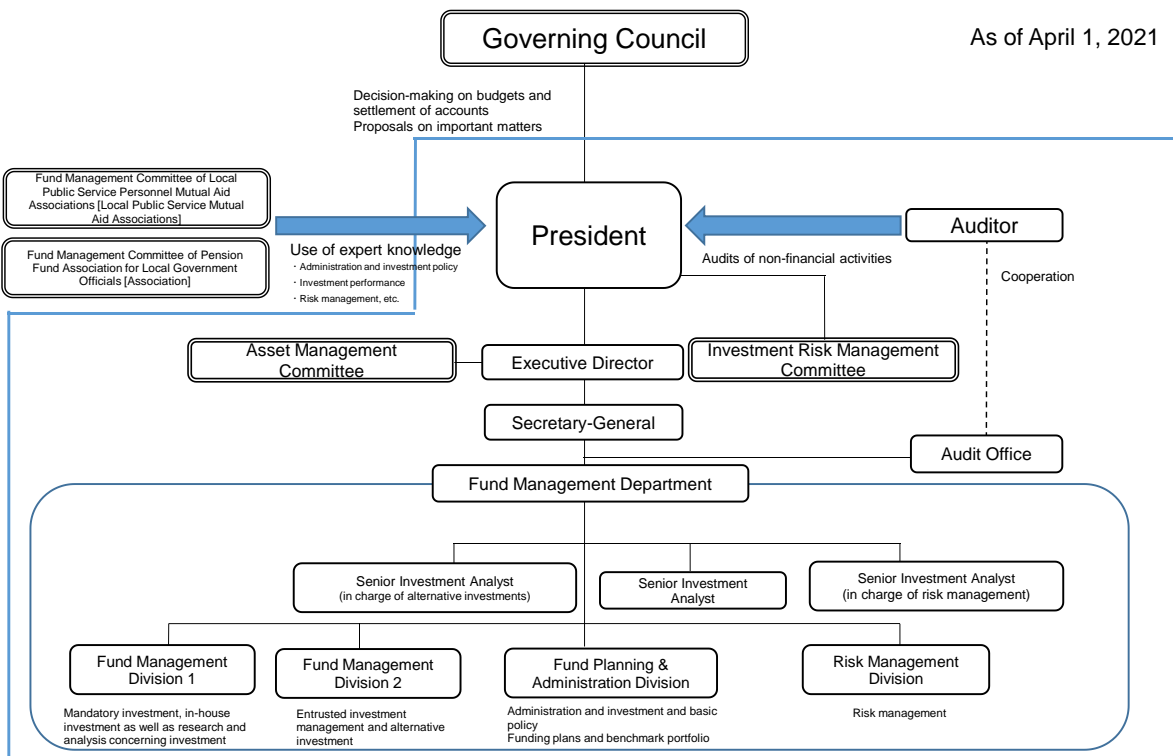 Governing Council
As of April 1, 2021
Decision-making on budgets and
settlement of accounts
Proposals on important matters
Fund Management Committee of Local
Public Service Personnel Mutual Aid
Associations [Local Public Service Mutual
Aid Associations]
Fund Management Committee of Pension
Fund Association for Local Government
Officials [Association]
Use of expert knowledge
・Administration and investment policy
・Investment performance
・Risk management, etc.
President
Audits of non-financial activities
Auditor
Cooperation
Asset Management
Committee
Executive Director
Investment Risk Management
Committee
Secretary-General
Audit Office
Fund Management Department
Senior Investment Analyst
(in charge of alternative investments)
Senior Investment
Analyst
Senior Investment Analyst
(in charge of risk management)
Fund Management
Division 1
Fund Management
Division 2
Fund Planning &
Administration Division
Risk Management
Division
Mandatory investment, in-house
investment as well as research and
analysis concerning investment
Entrusted investment
management and alternative
investment
Administration and investment and basic
policy
Funding plans and benchmark portfolio
Risk management